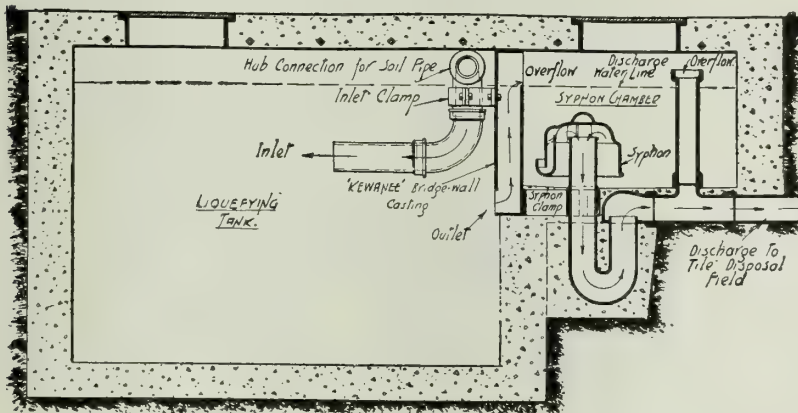 Hub Connection for Soil Pipe
Inlet Clamp
Inlet
"KEWANEE" Bridge-Wall
Casting
LIQUEFYING
TANK.
Outlet
Overflow
Discharge
Water Line
Overflow
SYPHON CHAMBER
Syphon
Syphon
Clamp
Discharge To
Tile Disposal
Field